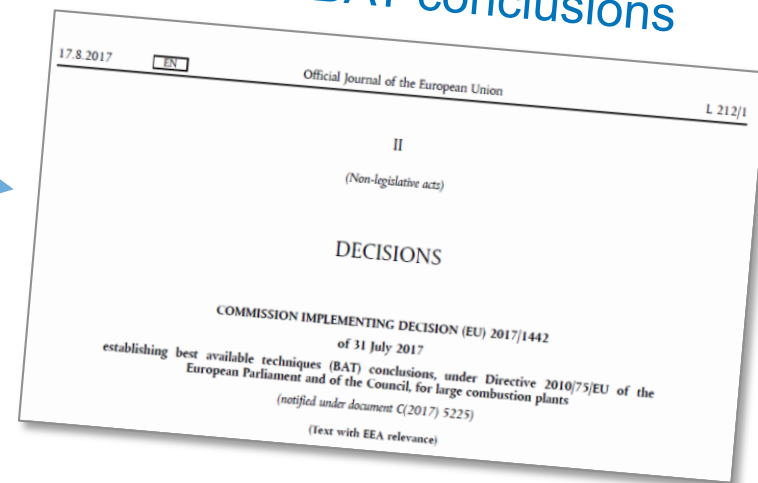 BAT conclusions
17.8.2017 EN Official Journal of the European Union L 212/1
II
(Non-legislative acts)
DECISIONS
COMMISSION IMPLEMENTING DECISION (EU) 2017/1442
of 31 July 2017
establishing best available techniques (BAT) conclusions, under Directive 2010/75/EU of the
European Parliament and of the Council, for large combustion plants
(notified under document C(2017) 5225)
(Text with EEA relevance)